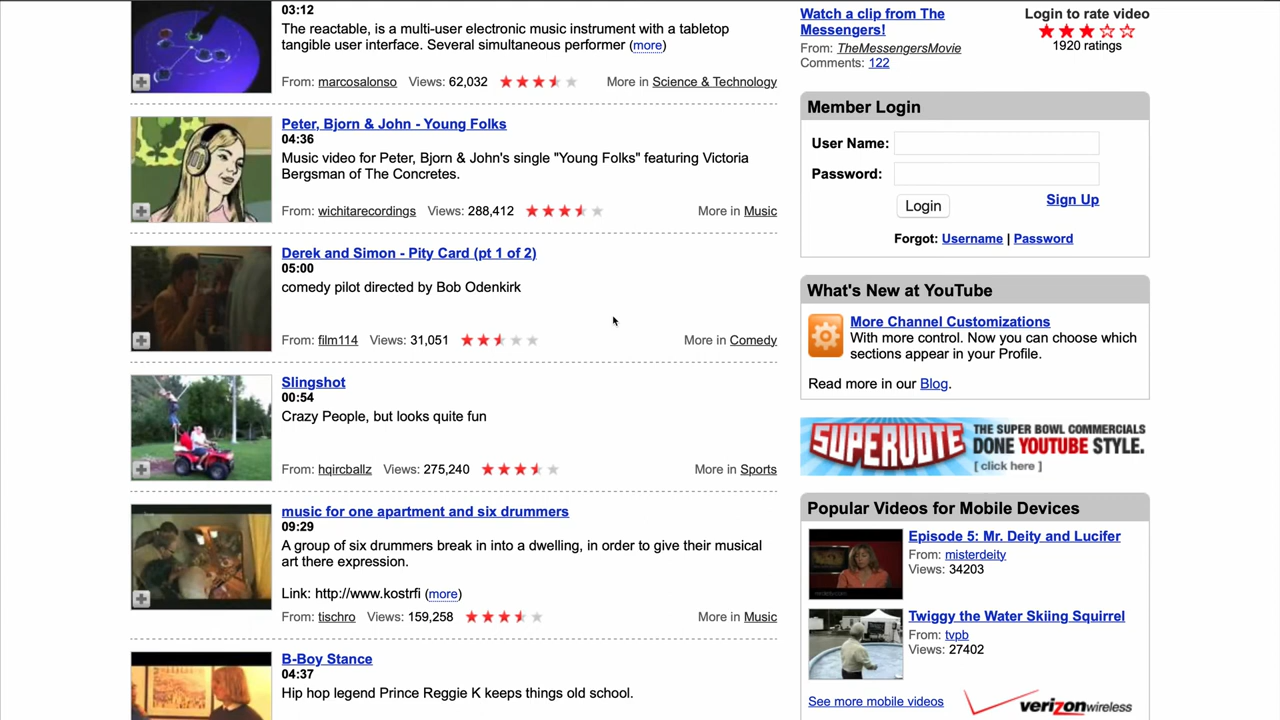 03:12
The reactable, is a multi-user electronic music instrument with a tabletop
tangible user interface. Several simultaneous performer (more)
From: marcosalonso Views: 62,032 More in Science & Technology
Peter, Bjorn & John - Young Folks
04:36
Music video for Peter, Bjorn & John's single "Young Folks" featuring Victoria
Bergsman of The Concretes.
From: wichitarecordings Views: 288,412 More in Music
Derek and Simon - Pity Card (pt 1 of 2)
05:00
comedy pilot directed by Bob Odenkirk
From: film114 Views: 31,051 More in Comedy
Slingshot
00:54
Crazy People, but looks quite fun
From: hqircballz Views: 275,240 More in Sports
music for one apartment and six drummers
09:29
A group of six drummers break in into a dwelling, in order to give their musical
art there expression.
Link: http://www.kostrfi (more)
From: tischro Views: 159,258 More in Music
B-Boy Stance
04:37
Hip hop legend Prince Reggie K keeps things old school.
Watch a clip from The
Messengers!
From: TheMessengersMovie
Comments: 122
Login to rate video
1920 ratings
Member Login
User Name:
Password:
Login
Sign Up
Forgot: Username | Password
What's New at YouTube
More Channel Customizations
With more control. Now you can choose which
sections appear in your Profile.
Read more in our Blog.
SUPERVOTE
THE SUPER BOWL COMMERCIALS
DONE YOUTUBE STYLE.
[ click here ]
Popular Videos for Mobile Devices
Episode 5: Mr. Deity and Lucifer
From: misterdeity
Views: 34203
Twiggy the Water Skiing Squirrel
From: tvpb
Views: 27402
See more mobile videos
verizonwireless